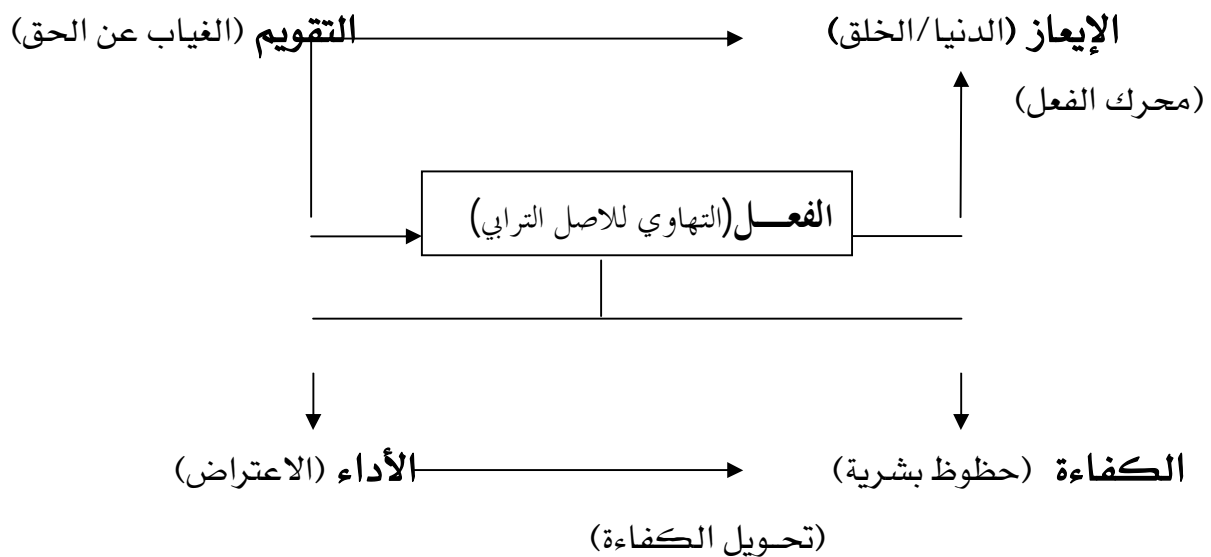 الإيعاز (الدنيا/الخلق)
التقويم (الغياب عن الحق)
(محرك الفعل)
الفعـــل(التهاوي للاصل الترابي)
الكفاءة (حظوظ بشرية)
الأداء (الاعتراض)
(تحـويل الكفاءة)